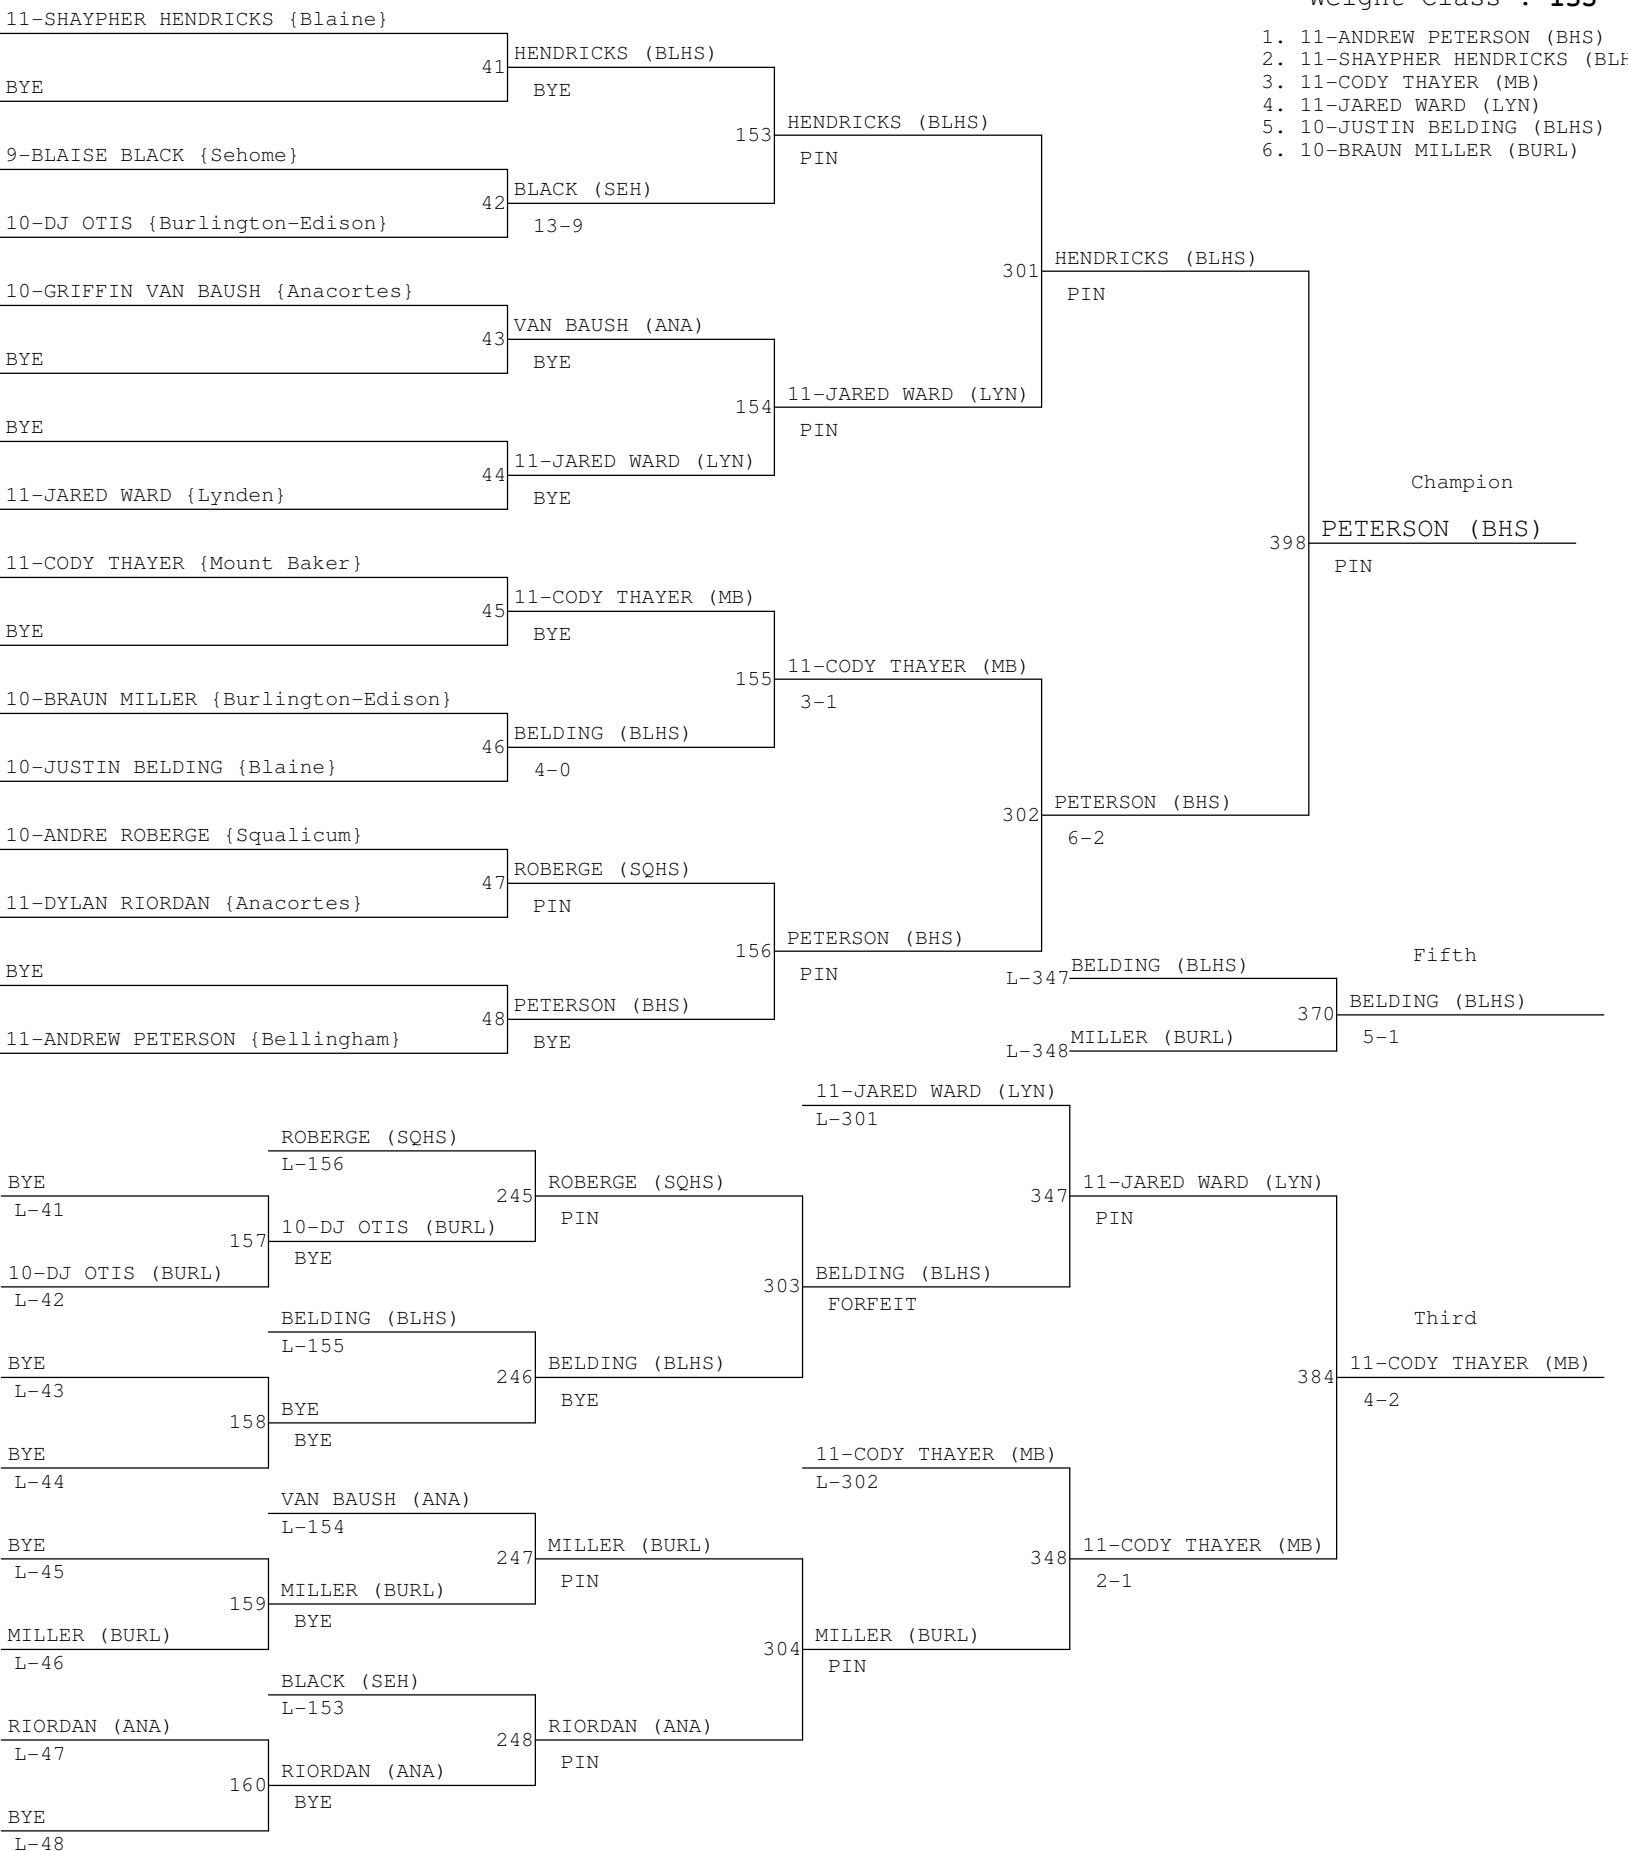 Weight Class : 135
1. 11-ANDREW PETERSON (BHS)
2. 11-SHAYPHER HENDRICKS (BLH
3. 11-CODY THAYER (MB)
4. 11-JARED WARD (LYN)
5. 10-JUSTIN BELDING (BLHS)
6. 10-BRAUN MILLER (BURL)
11-SHAYPHER HENDRICKS {Blaine}
BYE
9-BLAISE BLACK {Sehome}
10-DJ OTIS {Burlington-Edison}
10-GRIFFIN VAN BAUSH {Anacortes}
BYE
BYE
11-JARED WARD {Lynden}
11-CODY THAYER {Mount Baker}
BYE
10-BRAUN MILLER {Burlington-Edison}
10-JUSTIN BELDING {Blaine}
10-ANDRE ROBERGE {Squalicum}
11-DYLAN RIORDAN {Anacortes}
BYE
11-ANDREW PETERSON {Bellingham}
41 HENDRICKS (BLHS)
BYE
42 BLACK (SEH)
13-9
43 VAN BAUSH (ANA)
BYE
44 11-JARED WARD (LYN)
BYE
45 11-CODY THAYER (MB)
BYE
46 BELDING (BLHS)
4-0
47 ROBERGE (SQHS)
PIN
48 PETERSON (BHS)
BYE
153 HENDRICKS (BLHS)
PIN
154 11-JARED WARD (LYN)
PIN
155 11-CODY THAYER (MB)
3-1
156 PETERSON (BHS)
PIN
301 HENDRICKS (BLHS)
PIN
302 PETERSON (BHS)
6-2
Champion
398 PETERSON (BHS)
PIN
Fifth
L-347 BELDING (BLHS)
L-348 MILLER (BURL)
370 BELDING (BLHS)
5-1
BYE
L-41
10-DJ OTIS (BURL)
L-42
BYE
L-43
BYE
L-44
BYE
L-45
MILLER (BURL)
L-46
RIORDAN (ANA)
L-47
BYE
L-48
ROBERGE (SQHS)
L-156
157 10-DJ OTIS (BURL)
BYE
BELDING (BLHS)
L-155
158 BYE
BYE
VAN BAUSH (ANA)
L-154
159 MILLER (BURL)
BYE
BLACK (SEH)
L-153
160 RIORDAN (ANA)
BYE
245 ROBERGE (SQHS)
PIN
246 BELDING (BLHS)
BYE
247 MILLER (BURL)
PIN
248 RIORDAN (ANA)
PIN
11-JARED WARD (LYN)
L-301
303 BELDING (BLHS)
FORFEIT
11-CODY THAYER (MB)
L-302
304 MILLER (BURL)
PIN
347 11-JARED WARD (LYN)
PIN
348 11-CODY THAYER (MB)
2-1
Third
384 11-CODY THAYER (MB)
4-2